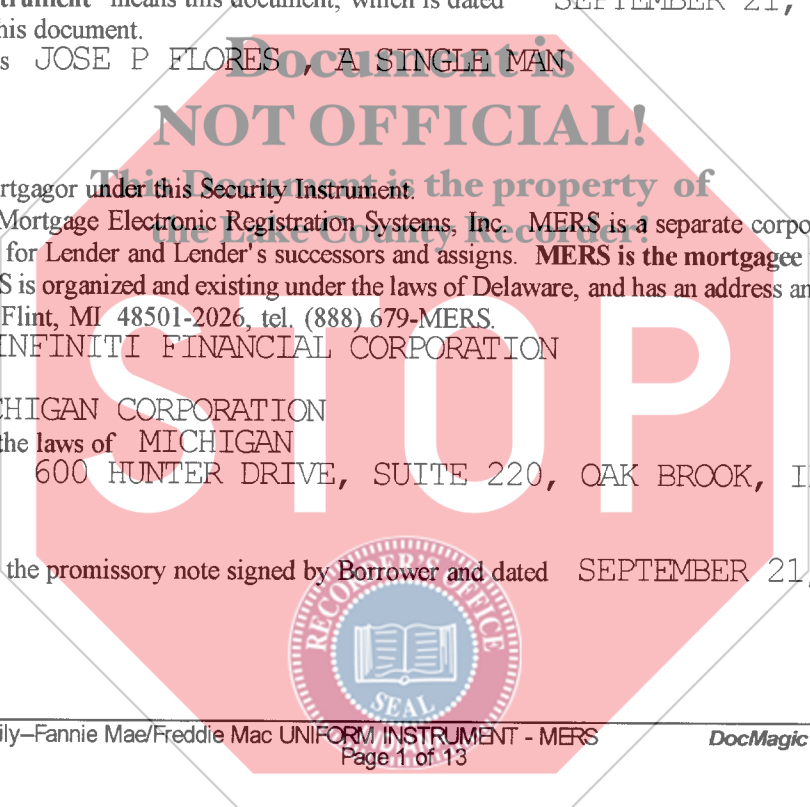 trument" means this document, which is dated SEPTEMBER 21,
his document.
s JOSE P FLORES , A SINGLE MAN
Document is
NOT OFFICIAL!
This Document is the property of
the Lake County Recorder!
rtgagor under this Security Instrument.
Mortgage Electronic Registration Systems, Inc. MERS is a separate corpo
for Lender and Lender's successors and assigns. MERS is the mortgagee
S is organized and existing under the laws of Delaware, and has an address an
Flint, MI 48501-2026, tel. (888) 679-MERS.
INFINITI FINANCIAL CORPORATION
STOP
CHIGAN CORPORATION
the laws of MICHIGAN
600 HUNTER DRIVE, SUITE 220, OAK BROOK, I
the promissory note signed by Borrower and dated SEPTEMBER 21,
RECORDER'S OFFICE
SEAL
INDIANA
ily–Fannie Mae/Freddie Mac UNIFORM INSTRUMENT - MERS DocMagic
Page 1 of 13